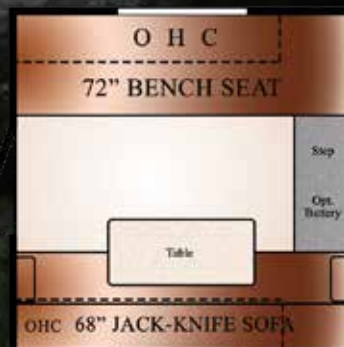 O H C
72” BENCH SEAT
Step
Opt.
Battery
Table
OHC 68” JACK-KNIFE SOFA